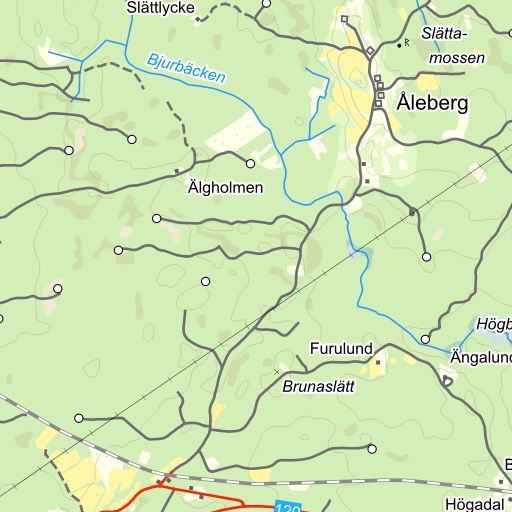 Slättlycke
Slätta-
mossen
Bjurbäcken
Åleberg
R
Älgholmen
Högb
Furulund
Ängalund
Brunaslätt
B
Högadal
120